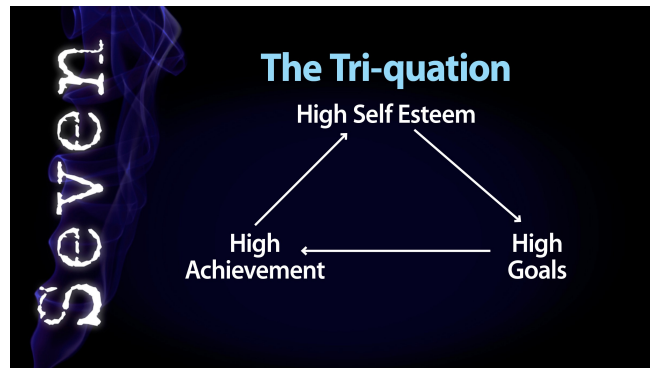 Seven
The Tri-quation
High Self Esteem
High
Achievement
High
Goals